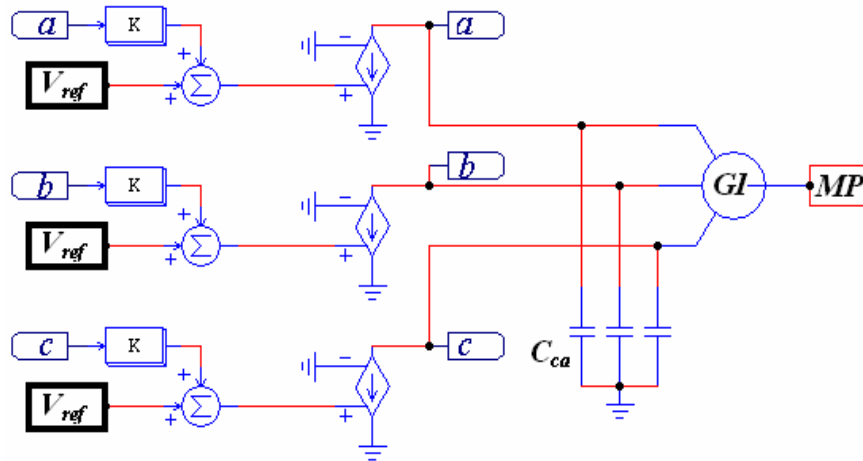 a K a
+ −
V_ref + Σ +
b K b
+ −
V_ref + Σ +
GI MP
c K c
+ −
V_ref + Σ +
C_ca